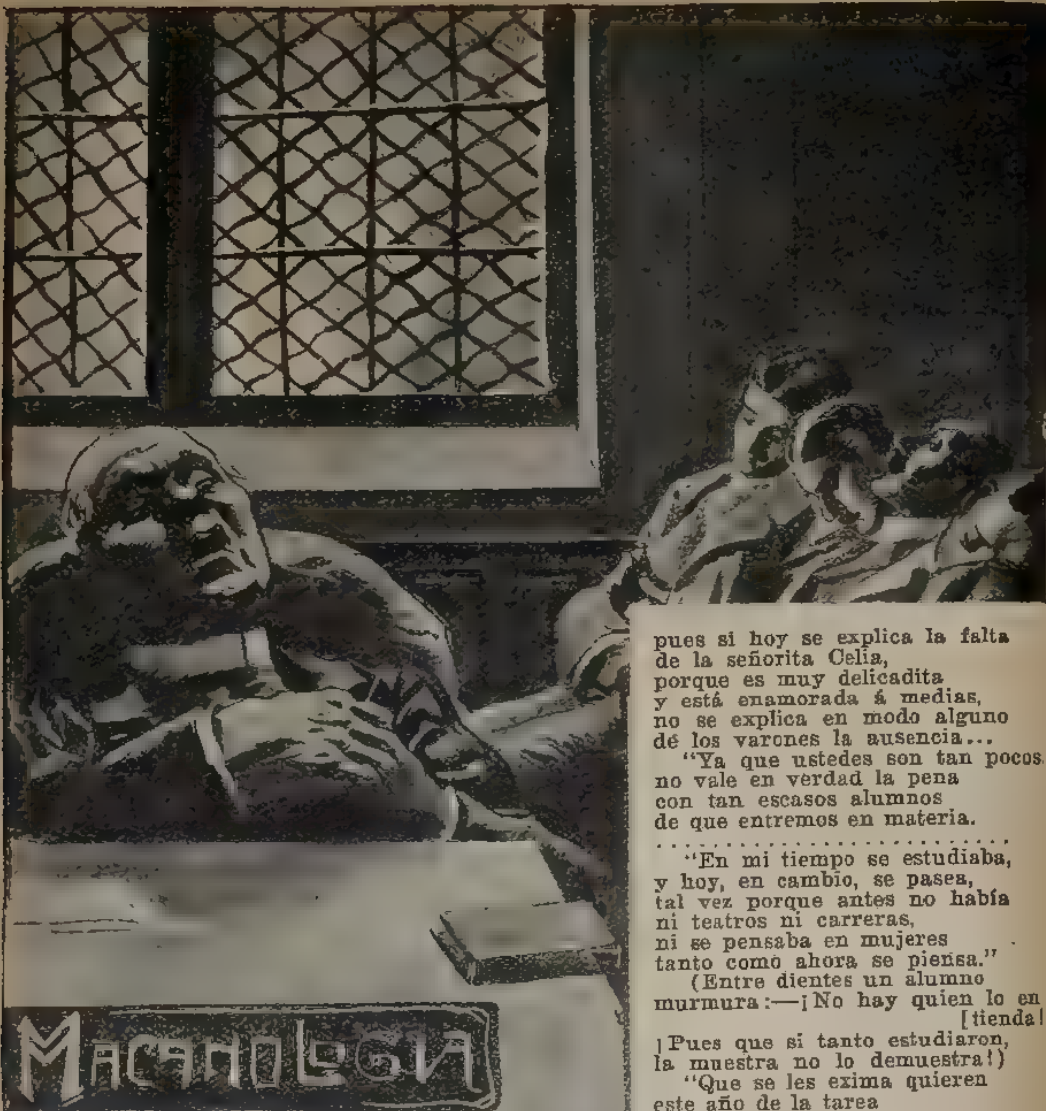 pues si hoy se explica la falta
de la señorita Celia,
porque es muy delicadita
y está enamorada á medias,
no se explica en modo alguno
de los varones la ausencia...
"Ya que ustedes son tan pocos
no vale en verdad la pena
con tan escasos alumnos
de que entremos en materia.
. . . . . . . . . . . . . . . . . . . . . . . .
"En mi tiempo se estudiaba,
y hoy, en cambio, se pasea,
tal vez porque antes no había
ni teatros ni carreras,
ni se pensaba en mujeres
tanto como ahora se piensa."
(Entre dientes un alumno
murmura:—¡No hay quien lo en
[tienda!
¡Pues que si tanto estudiaron,
la muestra no lo demuestra!)
"Que se les exima quieren
este año de la tarea
MACANOLOGIA